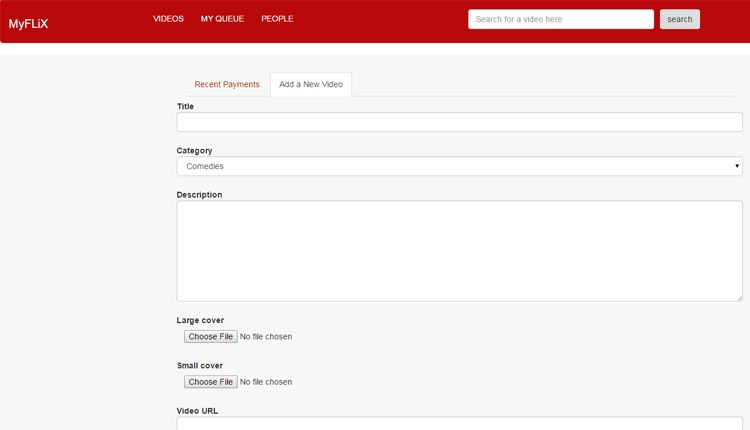 MyFLiX
VIDEOS MY QUEUE PEOPLE
Search for a video here
search
Recent Payments
Add a New Video
Title
Category
Comedies
Description
Large cover
Choose File No file chosen
Small cover
Choose File No file chosen
Video URL